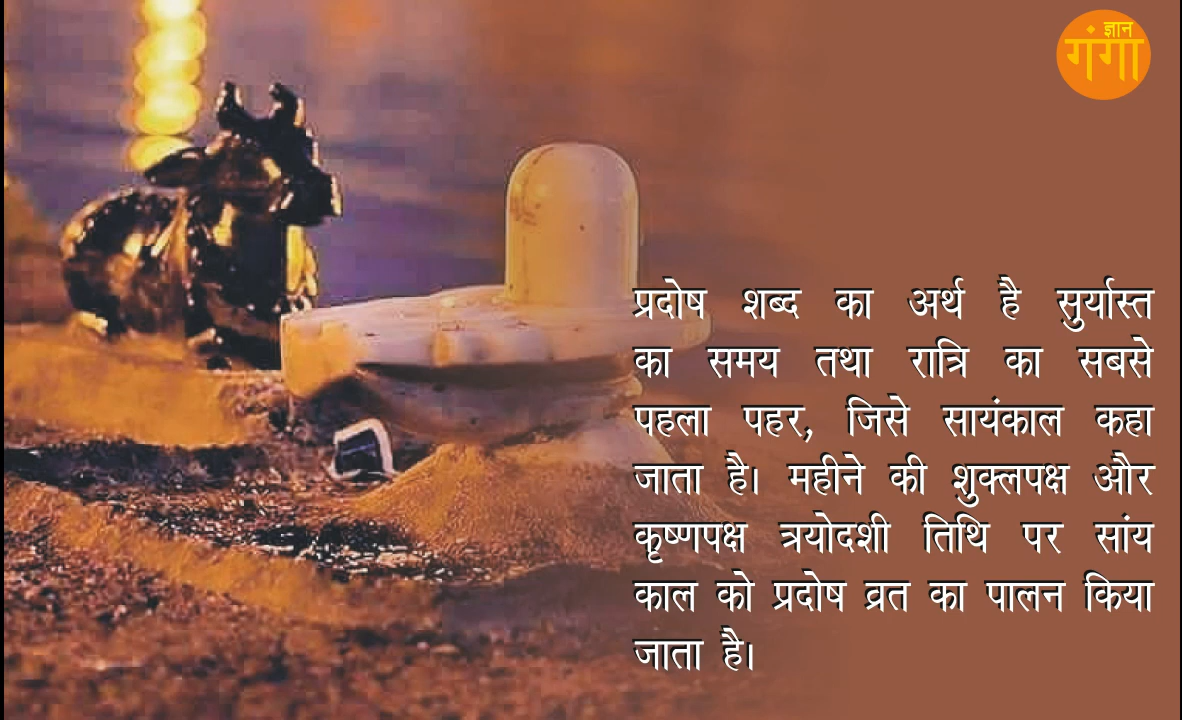 ज्ञान
गंगा
प्रदोष शब्द का अर्थ है सुर्यास्त
का समय तथा रात्रि का सबसे
पहला पहर, जिसे सायंकाल कहा
जाता है। महीने की शुक्लपक्ष और
कृष्णपक्ष त्रयोदशी तिथि पर सांय
काल को प्रदोष व्रत का पालन किया
जाता है।